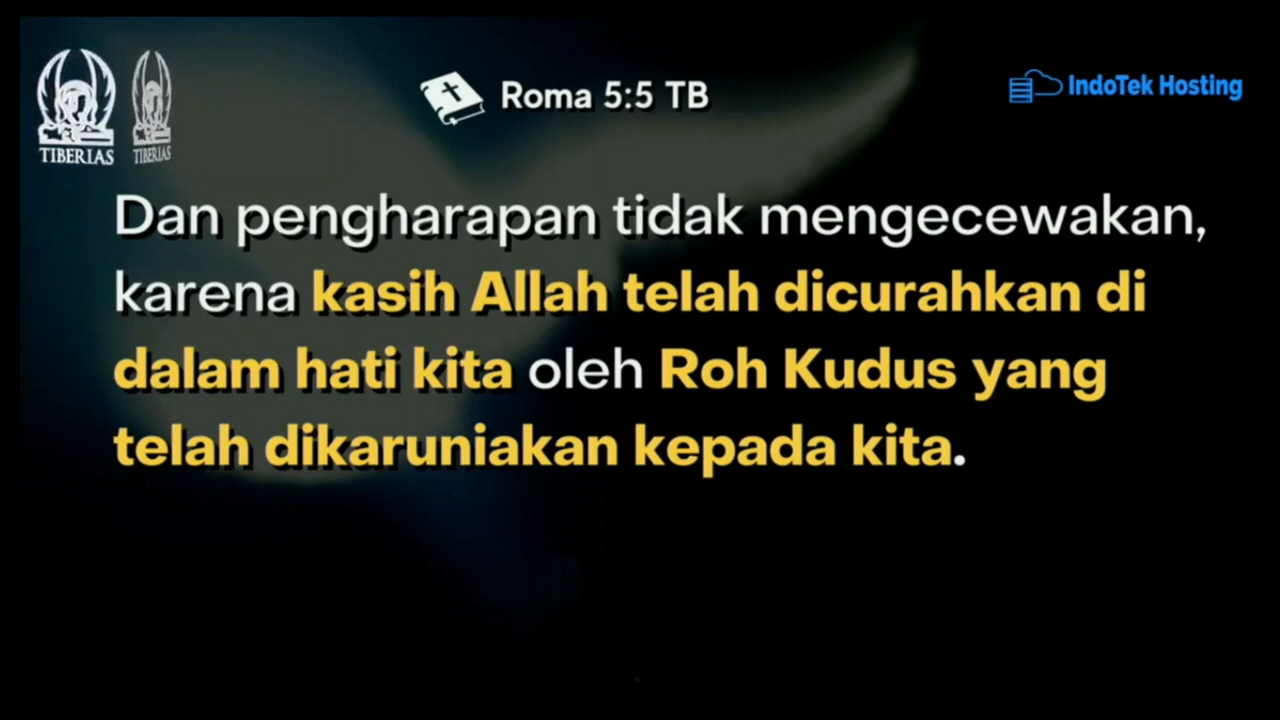 TIBERIAS
TIBERIAS
Roma 5:5 TB
IndoTek Hosting
Dan pengharapan tidak mengecewakan,
karena kasih Allah telah dicurahkan di
dalam hati kita oleh Roh Kudus yang
telah dikaruniakan kepada kita.